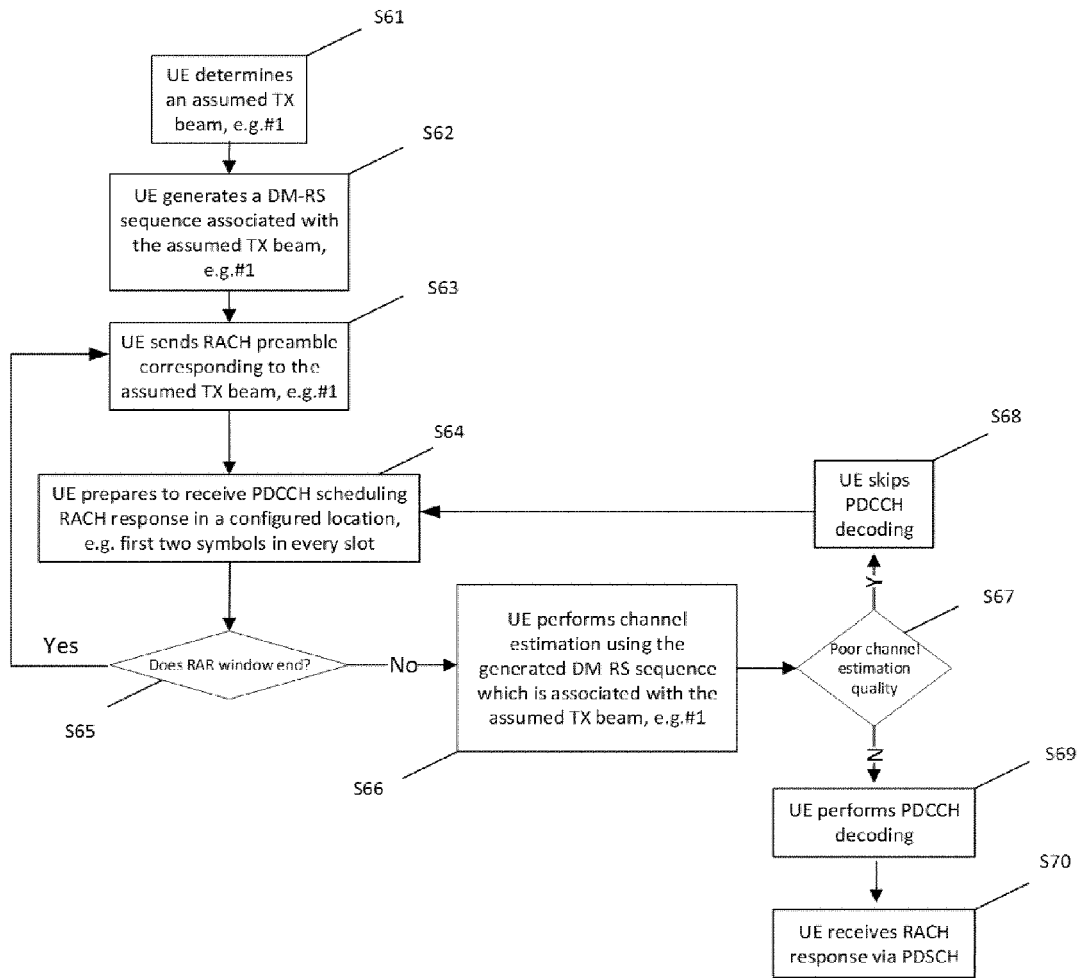 S61
UE determines
an assumed TX
beam, e.g.#1
S62
UE generates a DM-RS
sequence associated with
the assumed TX beam,
e.g.#1
S63
UE sends RACH preamble
corresponding to the
assumed TX beam, e.g.#1
S64
UE prepares to receive PDCCH scheduling
RACH response in a configured location,
e.g. first two symbols in every slot
S68
UE skips
PDCCH
decoding
Y
S67
Poor channel
estimation
quality
Yes
Does RAR window end?
No
S65
UE performs channel
estimation using the
generated DM RS sequence
which is associated with the
assumed TX beam, e.g.#1
S66
N
S69
UE performs PDCCH
decoding
S70
UE receives RACH
response via PDSCH